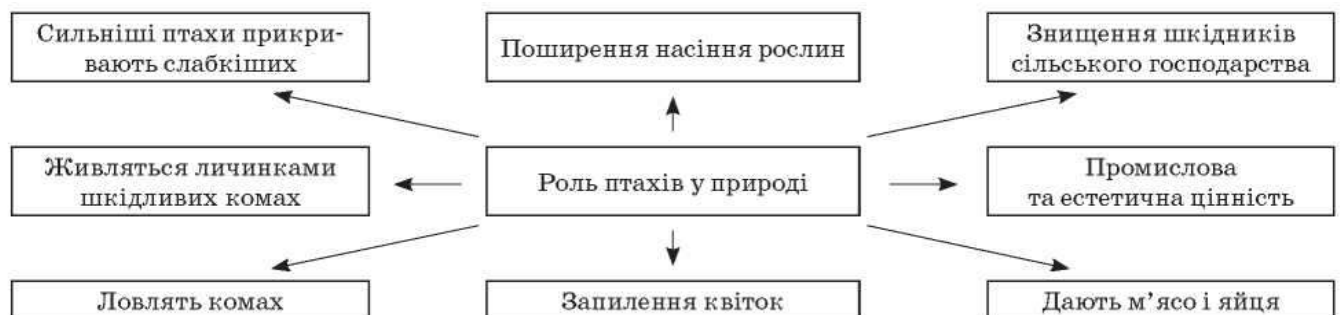 Сильніші птахи прикри-
вають слабкіших
Поширення насіння рослин
Знищення шкідників
сільського господарства
Живляться личинками
шкідливих комах
Роль птахів у природі
Промислова
та естетична цінність
Ловлять комах
Запилення квіток
Дають м’ясо і яйця